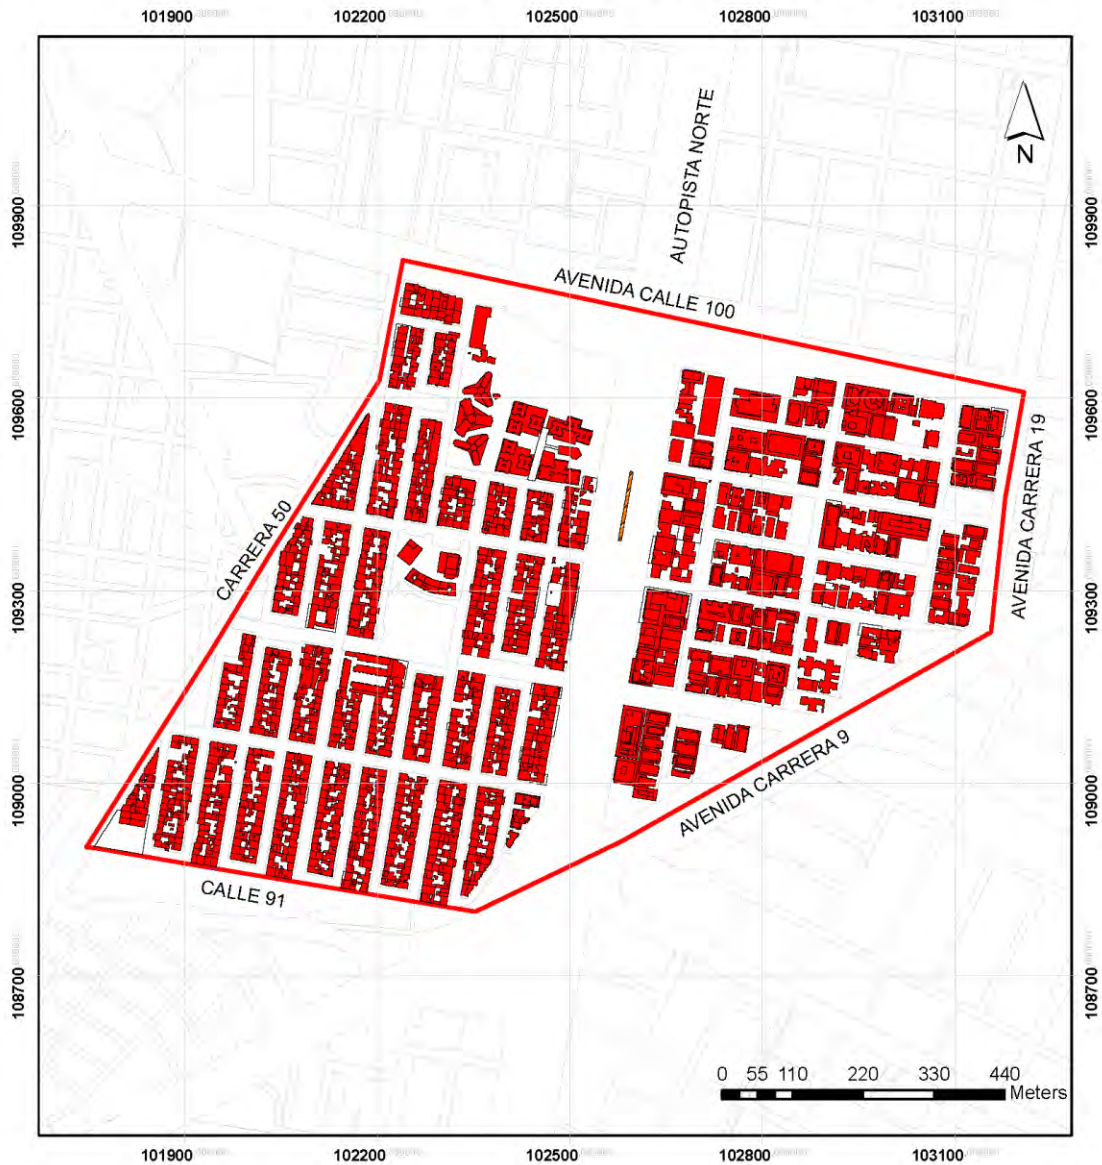 101900 102200 102500 102800 103100
AUTOPISTA NORTE
N
109900 109900
AVENIDA CALLE 100
109600 109600
AVENIDA CARRERA 19
CARRERA 50
109300 109300
AVENIDA CARRERA 9
109000 109000
CALLE 91
108700 108700
0 55 110 220 330 440
Meters
101900 102200 102500 102800 103100